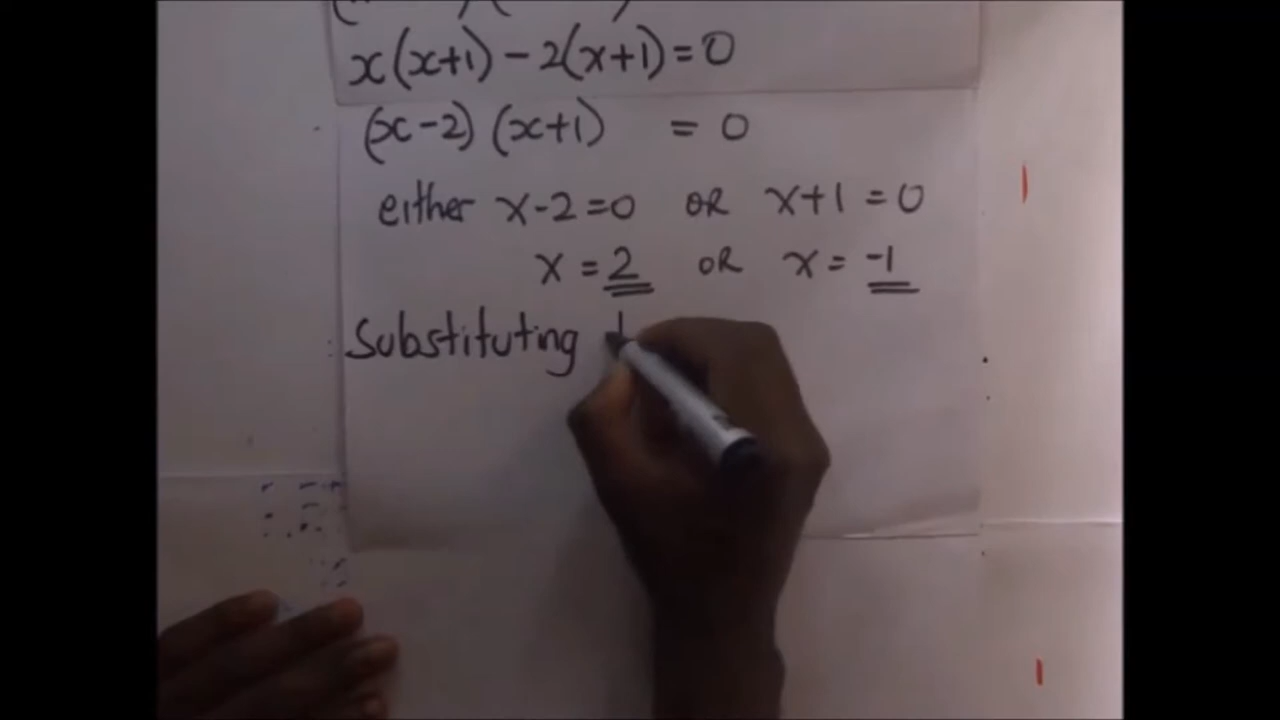 x(x+1) - 2(x+1) = 0
(x-2) (x+1) = 0
either x-2=0 OR x+1=0
x = 2 OR x = -1
Substituting